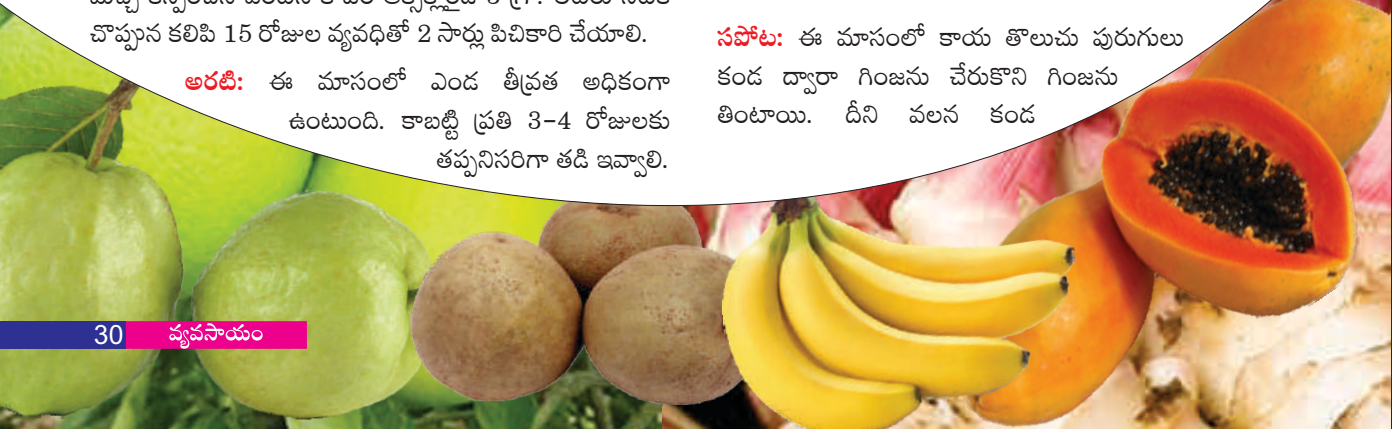 చొప్పున కలిపి 15 రోజుల వ్యవధితో 2 సార్లు పిచికారి చేయాలి.
అరటి: ఈ మాసంలో ఎండ తీవ్రత అధికంగా
ఉంటుంది. కాబట్టి ప్రతి 3-4 రోజులకు
తప్పనిసరిగా తడి ఇవ్వాలి.
సపోట: ఈ మాసంలో కాయ తొలుచు పురుగులు
కండ ద్వారా గింజను చేరుకొని గింజను
తింటాయి. దీని వలన కండ
30 వ్యవసాయం